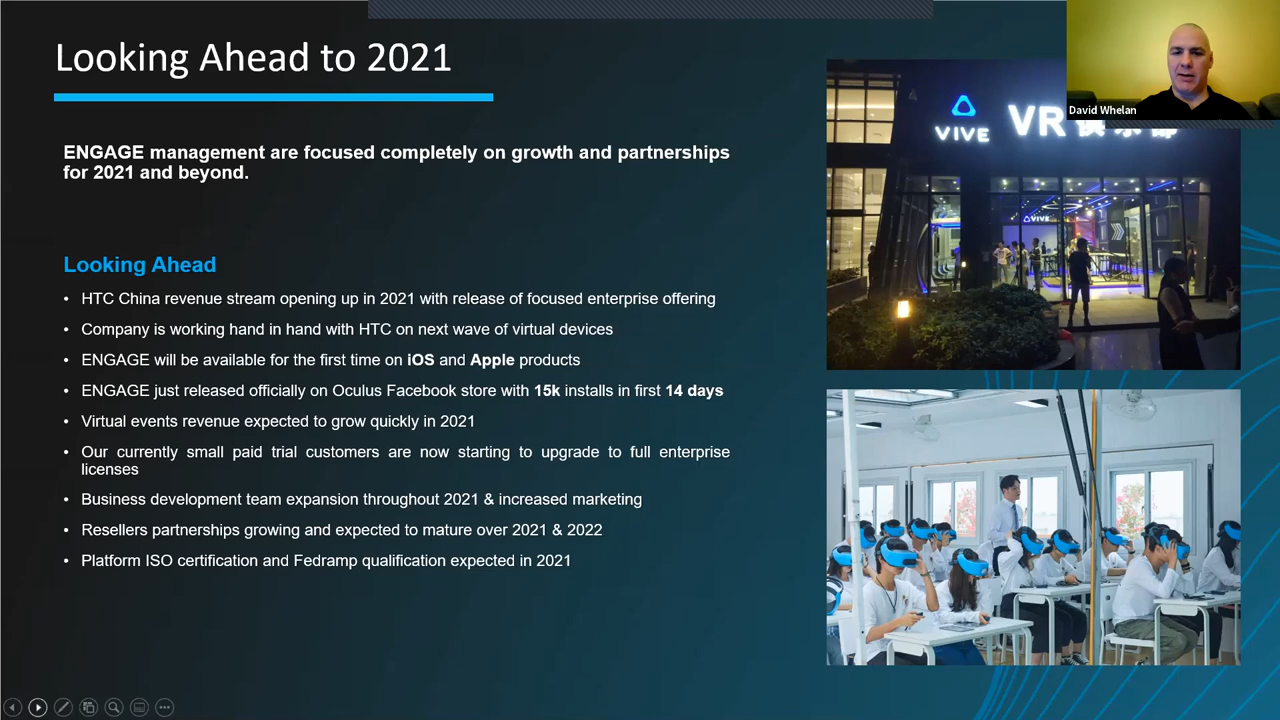 Looking Ahead to 2021
David Whelan
VIVE
VR
VIVE
ENGAGE management are focused completely on growth and partnerships
for 2021 and beyond.
Looking Ahead
• HTC China revenue stream opening up in 2021 with release of focused enterprise offering
• Company is working hand in hand with HTC on next wave of virtual devices
• ENGAGE will be available for the first time on iOS and Apple products
• ENGAGE just released officially on Oculus Facebook store with 15k installs in first 14 days
• Virtual events revenue expected to grow quickly in 2021
• Our currently small paid trial customers are now starting to upgrade to full enterprise
licenses
• Business development team expansion throughout 2021 & increased marketing
• Resellers partnerships growing and expected to mature over 2021 & 2022
• Platform ISO certification and Fedramp qualification expected in 2021